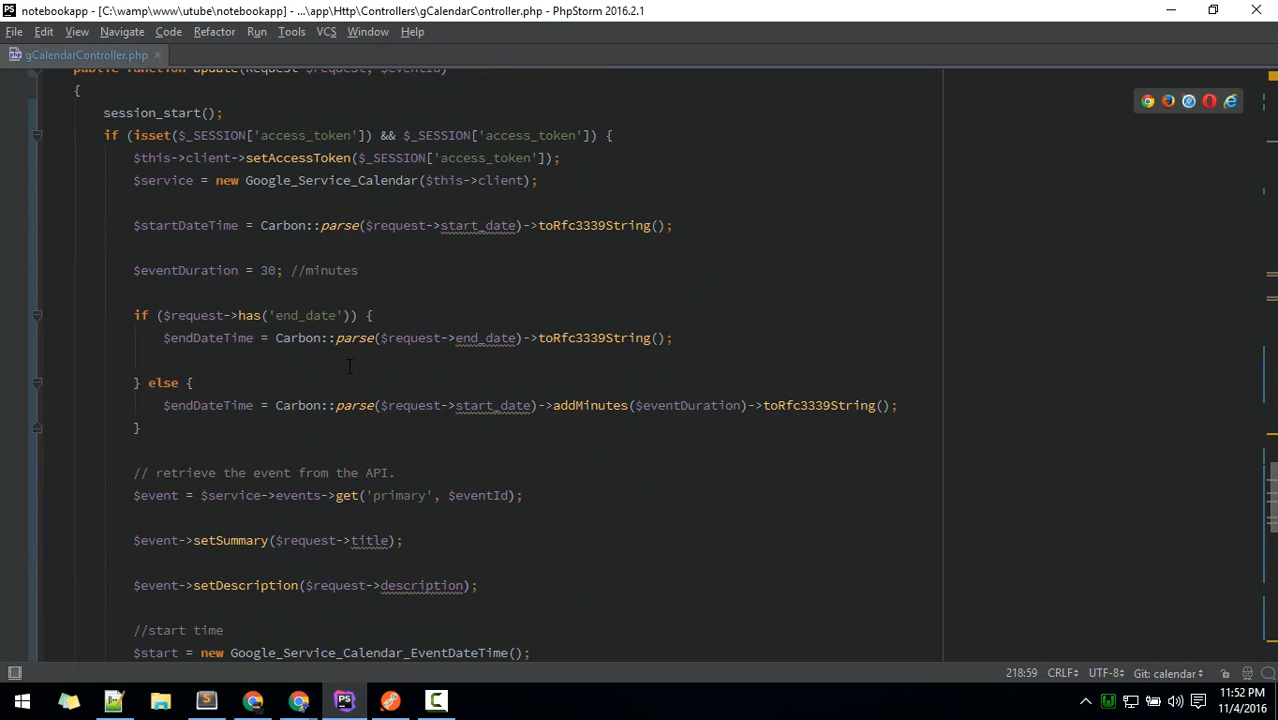 notebookapp - [C:\wamp\www\utube\notebookapp] - ...\app\Http\Controllers\gCalendarController.php - PhpStorm 2016.2.1
File Edit View Navigate Code Refactor Run Tools VCS Window Help
gCalendarController.php
public function update(Request $request, $eventId)
{
session_start();
if (isset($_SESSION['access_token']) && $_SESSION['access_token']) {
$this->client->setAccessToken($_SESSION['access_token']);
$service = new Google_Service_Calendar($this->client);
$startDateTime = Carbon::parse($request->start_date)->toRfc3339String();
$eventDuration = 30; //minutes
if ($request->has('end_date')) {
$endDateTime = Carbon::parse($request->end_date)->toRfc3339String();
} else {
$endDateTime = Carbon::parse($request->start_date)->addMinutes($eventDuration)->toRfc3339String();
}
// retrieve the event from the API.
$event = $service->events->get('primary', $eventId);
$event->setSummary($request->title);
$event->setDescription($request->description);
//start time
$start = new Google_Service_Calendar_EventDateTime();
218:59 CRLF UTF-8 Git: calendar
11:52 PM
11/4/2016